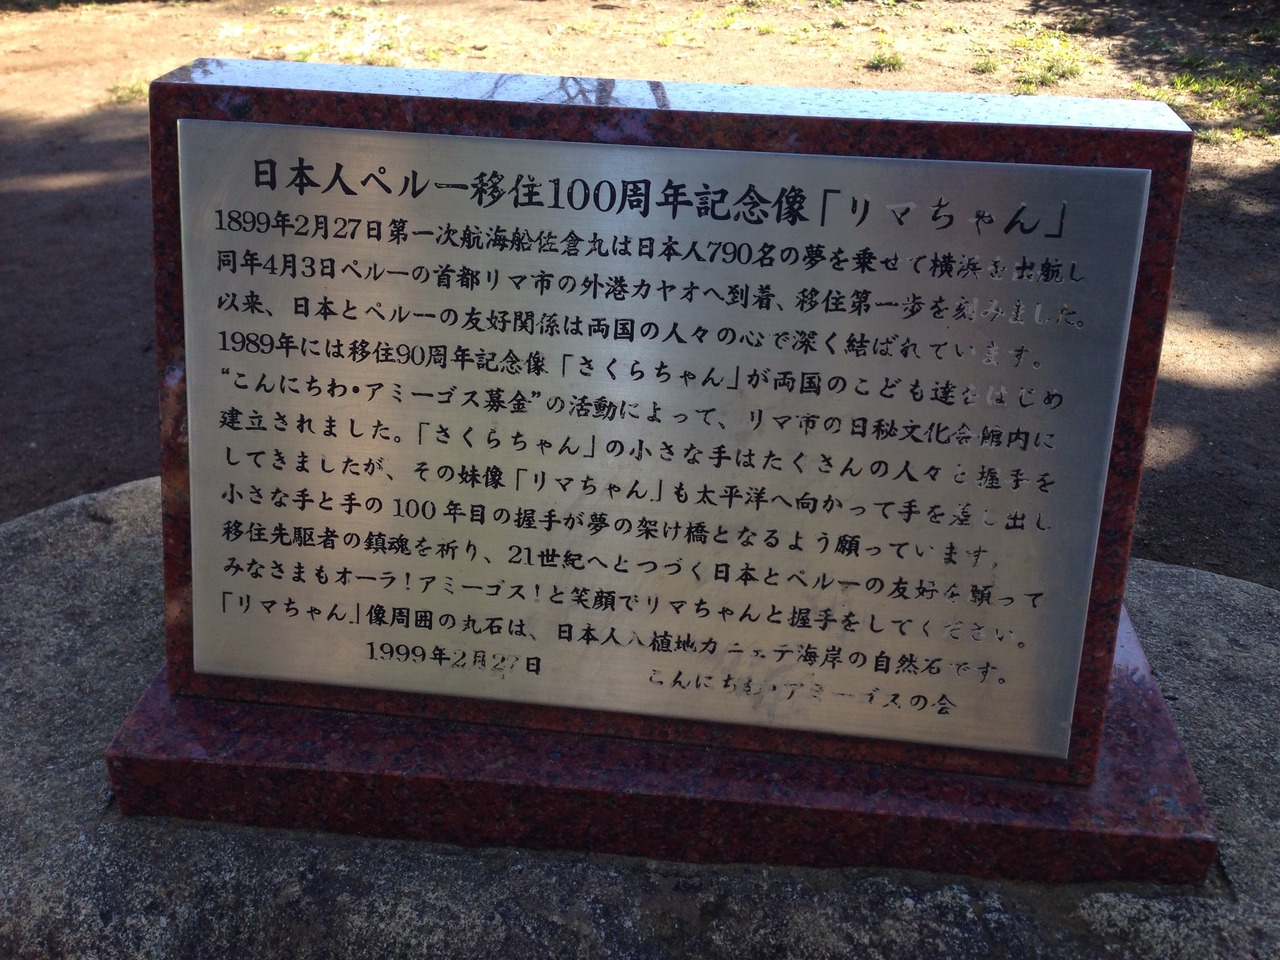 日本人ペルー移住100周年記念像「リマちゃん」
1899年2月27日第一次航海船佐倉丸は日本人790名の夢を乗せて横浜を出航し
同年4月3日ペルーの首都リマ市の外港カヤオへ到着、移住第一歩を刻みました。
以来、日本とペルーの友好関係は両国の人々の心で深く結ばれています。
1989年には移住90周年記念像「さくらちゃん」が両国のこども達をはじめ
“こんにちわ・アミーゴス募金”の活動によって、リマ市の日秘文化会館内に
建立されました。「さくらちゃん」の小さな手はたくさんの人々と握手を
してきましたが、その妹像「リマちゃん」も太平洋へ向かって手を差し出し
小さな手と手の100年目の握手が夢の架け橋となるよう願っています。
移住先駆者の鎮魂を祈り、21世紀へとつづく日本とペルーの友好を願って
みなさまもオーラ！アミーゴス！と笑顔でリマちゃんと握手をしてください。
「リマちゃん」像周囲の丸石は、日本人入植地カニェテ海岸の自然石です。
1999年2月27日 こんにちわ・アミーゴスの会